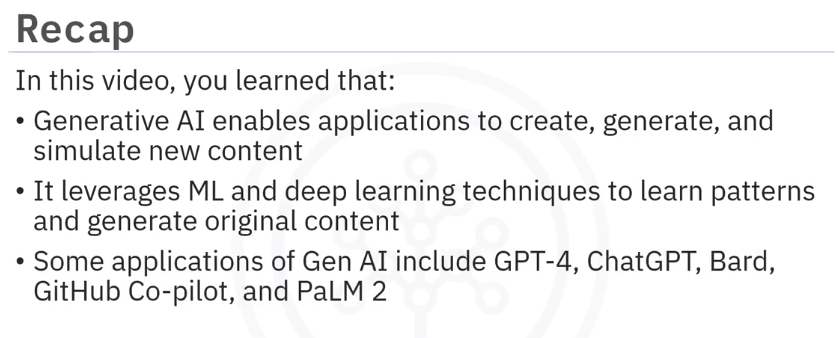 Recap
In this video, you learned that:
• Generative AI enables applications to create, generate, and
simulate new content
• It leverages ML and deep learning techniques to learn patterns
and generate original content
• Some applications of Gen AI include GPT-4, ChatGPT, Bard,
GitHub Co-pilot, and PaLM 2